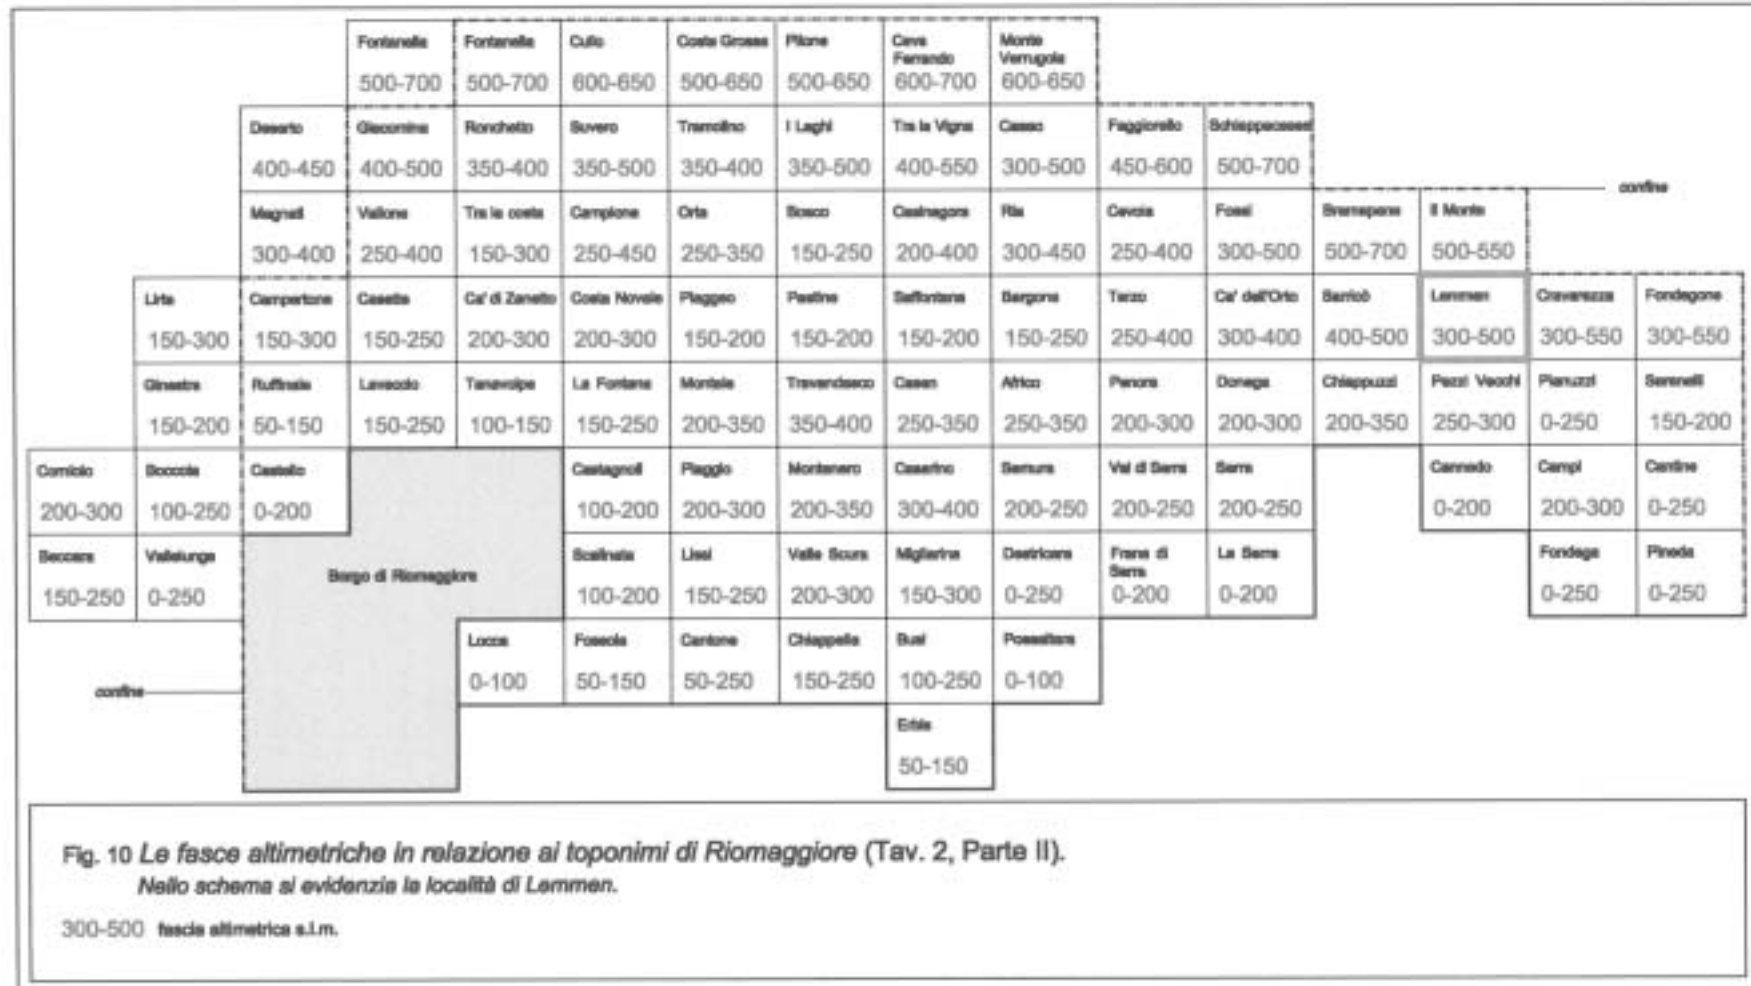 Fontanella Fontanella Cullo Costa Grossa Pilone Cava Ferrando Monte Verrugola
500-700 500-700 600-650 500-650 500-650 600-700 600-650
Deserto Giacomina Ronchetto Suvero Tramolino I Laghi Tra le Vigne Casso Faggiorello
400-450 400-500 350-400 350-500 350-400 350-500 400-550 300-500 450-600 500-700
confine
Magnali Vallone Tra le coste Campione Orta Bosco Casinagora Ria Cavola Fossi Bramapane Il Monte
300-400 250-400 150-300 250-450 250-350 150-250 200-400 300-450 250-400 300-500 500-700 500-550
Lirta Campertone Casetta Ca' di Zanetto Costa Novale Plaggeo Pastina Saffontana Bargona Terzo Ca' dell'Orto Barricò Lemmen Cravarezza Fondegone
150-300 150-300 150-250 200-300 200-300 150-200 150-200 150-200 150-250 250-400 300-400 400-500 300-500 300-550 300-550
Ginestra Ruffinale Lavaccio Tanavolpe La Fontana Montale Travandasco Casen Africo Panora Donega Chiappuzzi Pozzi Vecchi Pianuzzi Seranelli
150-200 50-150 150-250 100-150 150-250 200-350 350-400 250-350 250-350 200-300 200-300 200-350 250-300 0-250 150-200
Corniolo Boccola Castello Castagnoli Piaggio Montenero Caserino Semura Val di Serra Serra Cannedo Campi Cantine
200-300 100-250 0-200 100-200 200-300 200-350 300-400 200-250 200-250 200-250 0-200 200-300 0-250
Beccara Vallelunga Borgo di Riomaggiore Scalinata Lissi Valle Scura Migliarina Destricara Frana di Serra La Serra Fondega Pineda
150-250 0-250 100-200 150-250 200-300 150-300 0-250 0-200 0-200 0-250 0-250
Locca Fossola Cantone Chiappella Buai Possaitara
confine
0-100 50-150 50-250 150-250 100-250 0-100
Erbia
50-150
Fig. 10 Le fasce altimetriche in relazione ai toponimi di Riomaggiore (Tav. 2, Parte II).
Nello schema si evidenzia la località di Lemmen.
300-500 fascia altimetrica s.l.m.